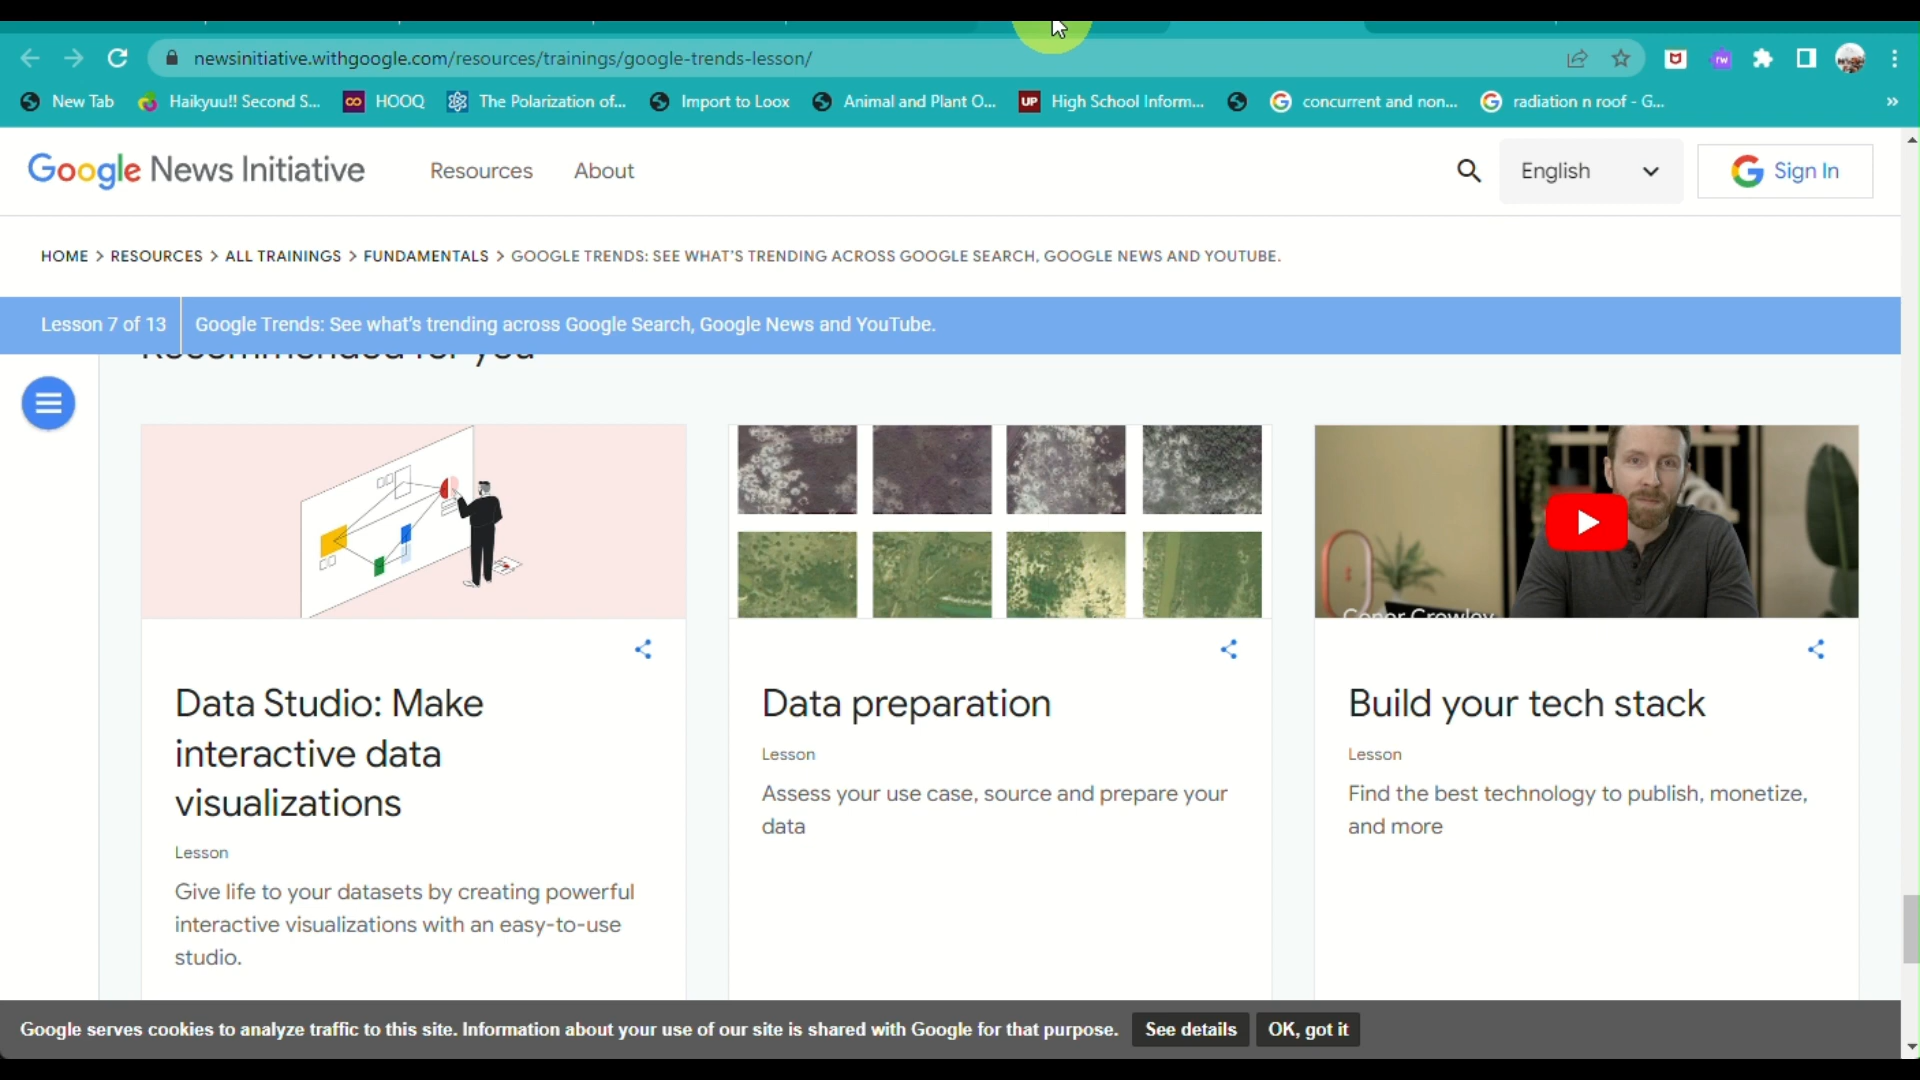 newsinitiative.withgoogle.com/resources/trainings/google-trends-lesson/
New Tab Haikyuu!! Second S... HOOQ The Polarization of... Import to Loox Animal and Plant O... UP High School Inform... concurrent and non... radiation n roof - G...
Google News Initiative Resources About English Sign In
HOME > RESOURCES > ALL TRAININGS > FUNDAMENTALS > GOOGLE TRENDS: SEE WHAT'S TRENDING ACROSS GOOGLE SEARCH, GOOGLE NEWS AND YOUTUBE.
Lesson 7 of 13 Google Trends: See what's trending across Google Search, Google News and YouTube.
Recommended for you
Conor Crowley
Data Studio: Make
interactive data
visualizations
Lesson
Give life to your datasets by creating powerful
interactive visualizations with an easy-to-use
studio.
Data preparation
Lesson
Assess your use case, source and prepare your
data
Build your tech stack
Lesson
Find the best technology to publish, monetize,
and more
Google serves cookies to analyze traffic to this site. Information about your use of our site is shared with Google for that purpose. See details OK, got it